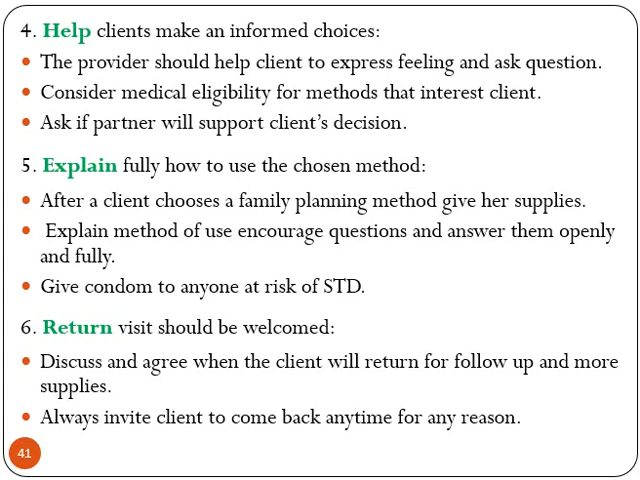 4. Help clients make an informed choices:
• The provider should help client to express feeling and ask question.
• Consider medical eligibility for methods that interest client.
• Ask if partner will support client's decision.
5. Explain fully how to use the chosen method:
• After a client chooses a family planning method give her supplies.
• Explain method of use encourage questions and answer them openly
and fully.
• Give condom to anyone at risk of STD.
6. Return visit should be welcomed:
• Discuss and agree when the client will return for follow up and more
supplies.
• Always invite client to come back anytime for any reason.
41